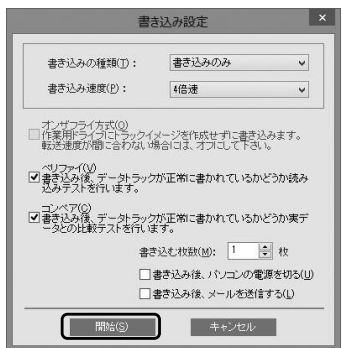 書き込み設定
×
書き込みの種類(T)： 書き込みのみ
書き込み速度(P)： 4倍速
オンザフライ方式(O)
作業用ドライブにトラックイメージを作成せずに書き込みます。
転送速度が間に合わない場合には、オフにして下さい。
ベリファイ(V)
書き込み後、データトラックが正常に書かれているかどうか読み
込みテストを行います。
コンペア(C)
書き込み後、データトラックが正常に書かれているかどうか実デ
ータとの比較テストを行います。
書き込む枚数(M)： 1 枚
書き込み後、パソコンの電源を切る(U)
書き込み後、メールを送信する(L)
開始(S) キャンセル